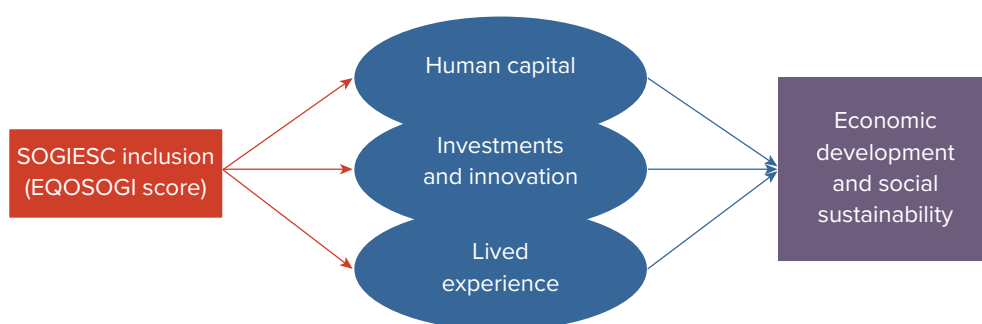 SOGIESC inclusion
(EQOSOGI score)
Human capital
Investments
and innovation
Lived
experience
Economic
development
and social
sustainability